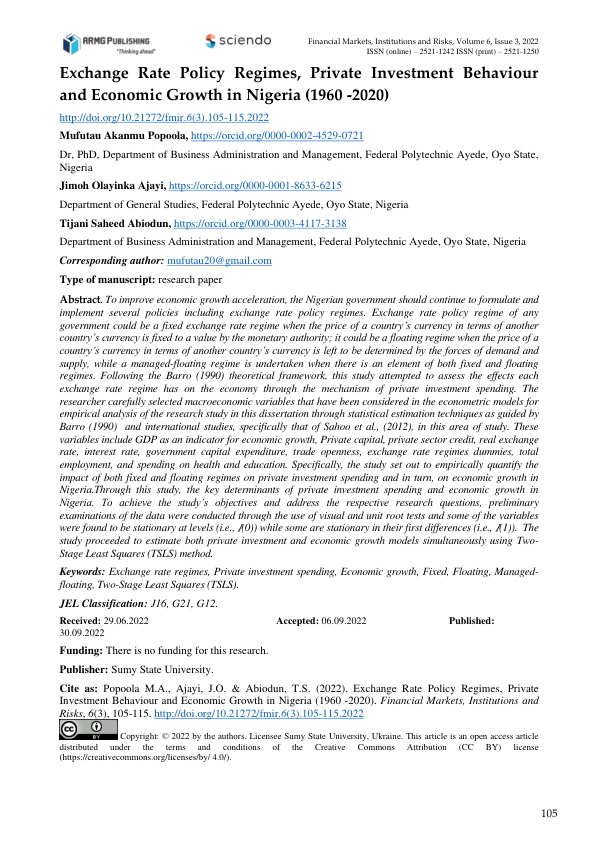 ARMG PUBLISHING
"Thinking ahead"
sciendo
Financial Markets, Institutions and Risks, Volume 6, Issue 3, 2022
ISSN (online) – 2521-1242 ISSN (print) – 2521-1250
Exchange Rate Policy Regimes, Private Investment Behaviour
and Economic Growth in Nigeria (1960 -2020)
http://doi.org/10.21272/fmir.6(3).105-115.2022
Mufutau Akanmu Popoola, https://orcid.org/0000-0002-4529-0721
Dr, PhD, Department of Business Administration and Management, Federal Polytechnic Ayede, Oyo State,
Nigeria
Jimoh Olayinka Ajayi, https://orcid.org/0000-0001-8633-6215
Department of General Studies, Federal Polytechnic Ayede, Oyo State, Nigeria
Tijani Saheed Abiodun, https://orcid.org/0000-0003-4117-3138
Department of Business Administration and Management, Federal Polytechnic Ayede, Oyo State, Nigeria
Corresponding author: mufutau20@gmail.com
Type of manuscript: research paper
Abstract. To improve economic growth acceleration, the Nigerian government should continue to formulate and
implement several policies including exchange rate policy regimes. Exchange rate policy regime of any
government could be a fixed exchange rate regime when the price of a country's currency in terms of another
country's currency is fixed to a value by the monetary authority; it could be a floating regime when the price of a
country's currency in terms of another country's currency is left to be determined by the forces of demand and
supply, while a managed-floating regime is undertaken when there is an element of both fixed and floating
regimes. Following the Barro (1990) theoretical framework, this study attempted to assess the effects each
exchange rate regime has on the economy through the mechanism of private investment spending. The
researcher carefully selected macroeconomic variables that have been considered in the econometric models for
empirical analysis of the research study in this dissertation through statistical estimation techniques as guided by
Barro (1990) and international studies, specifically that of Sahoo et al., (2012), in this area of study. These
variables include GDP as an indicator for economic growth, Private capital, private sector credit, real exchange
rate, interest rate, government capital expenditure, trade openness, exchange rate regimes dummies, total
employment, and spending on health and education. Specifically, the study set out to empirically quantify the
impact of both fixed and floating regimes on private investment spending and in turn, on economic growth in
Nigeria.Through this study, the key determinants of private investment spending and economic growth in
Nigeria. To achieve the study's objectives and address the respective research questions, preliminary
examinations of the data were conducted through the use of visual and unit root tests and some of the variables
were found to be stationary at levels (i.e., I(0)) while some are stationary in their first differences (i.e., I(1)). The
study proceeded to estimate both private investment and economic growth models simultaneously using Two-
Stage Least Squares (TSLS) method.
Keywords: Exchange rate regimes, Private investment spending, Economic growth, Fixed, Floating, Managed-
floating, Two-Stage Least Squares (TSLS).
JEL Classification: J16, G21, G12.
Received: 29.06.2022 Accepted: 06.09.2022 Published:
30.09.2022
Funding: There is no funding for this research.
Publisher: Sumy State University.
Cite as: Popoola M.A., Ajayi, J.O. & Abiodun, T.S. (2022). Exchange Rate Policy Regimes, Private
Investment Behaviour and Economic Growth in Nigeria (1960 -2020). Financial Markets, Institutions and
Risks, 6(3), 105-115. http://doi.org/10.21272/fmir.6(3).105-115.2022
cc BY Copyright: © 2022 by the authors. Licensee Sumy State University, Ukraine. This article is an open access article
distributed under the terms and conditions of the Creative Commons Attribution (CC BY) license
(https://creativecommons.org/licenses/by/ 4.0/).
105